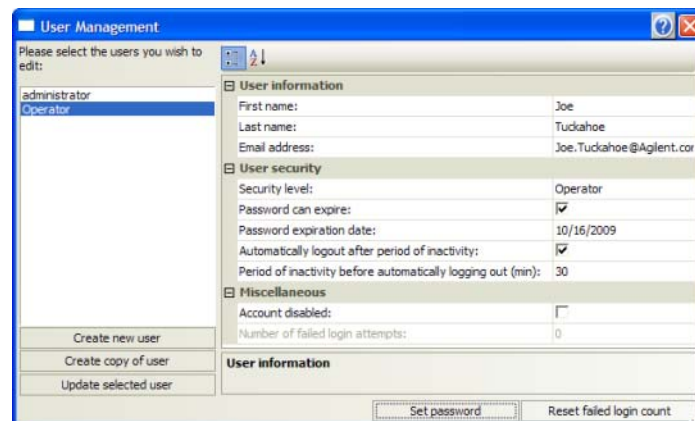 User Management
Please select the users you wish to
edit:
administrator
Operator
User information
First name: Joe
Last name: Tuckahoe
Email address: Joe.Tuckahoe@Agilent.com
User security
Security level: Operator
Password can expire:
Password expiration date: 10/16/2009
Automatically logout after period of inactivity:
Period of inactivity before automatically logging out (min): 30
Miscellaneous
Account disabled:
Number of failed login attempts: 0
Create new user
Create copy of user
Update selected user
User information
Set password
Reset failed login count